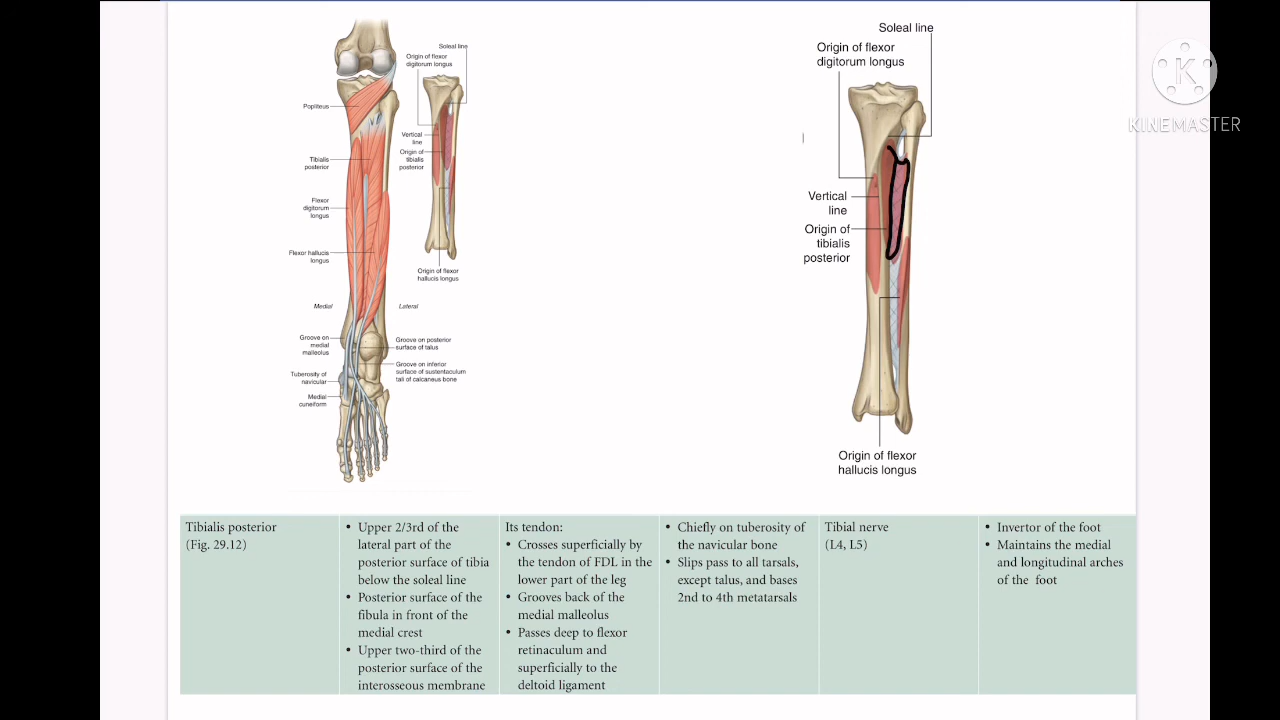 Soleal line
Origin of flexor
digitorum longus
Popliteus
Vertical
line
Origin of
tibialis
posterior
Tibialis
posterior
Flexor
digitorum
longus
Flexor hallucis
longus
Origin of flexor
hallucis longus
Medial
Lateral
Groove on
medial
malleolus
Groove on posterior
surface of talus
Groove on inferior
surface of sustentaculum
tali of calcaneus bone
Tuberosity of
navicular
Medial
cuneiform
Soleal line
Origin of flexor
digitorum longus
Vertical
line
Origin of
tibialis
posterior
Origin of flexor
hallucis longus
K
KINEMASTER
Tibialis posterior
(Fig. 29.12)
• Upper 2/3rd of the
lateral part of the
posterior surface of tibia
below the soleal line
• Posterior surface of the
fibula in front of the
medial crest
• Upper two-third of the
posterior surface of the
interosseous membrane
Its tendon:
• Crosses superficially by
the tendon of FDL in the
lower part of the leg
• Grooves back of the
medial malleolus
• Passes deep to flexor
retinaculum and
superficially to the
deltoid ligament
• Chiefly on tuberosity of
the navicular bone
• Slips pass to all tarsals,
except talus, and bases
2nd to 4th metatarsals
Tibial nerve
(L4, L5)
• Invertor of the foot
• Maintains the medial
and longitudinal arches
of the foot